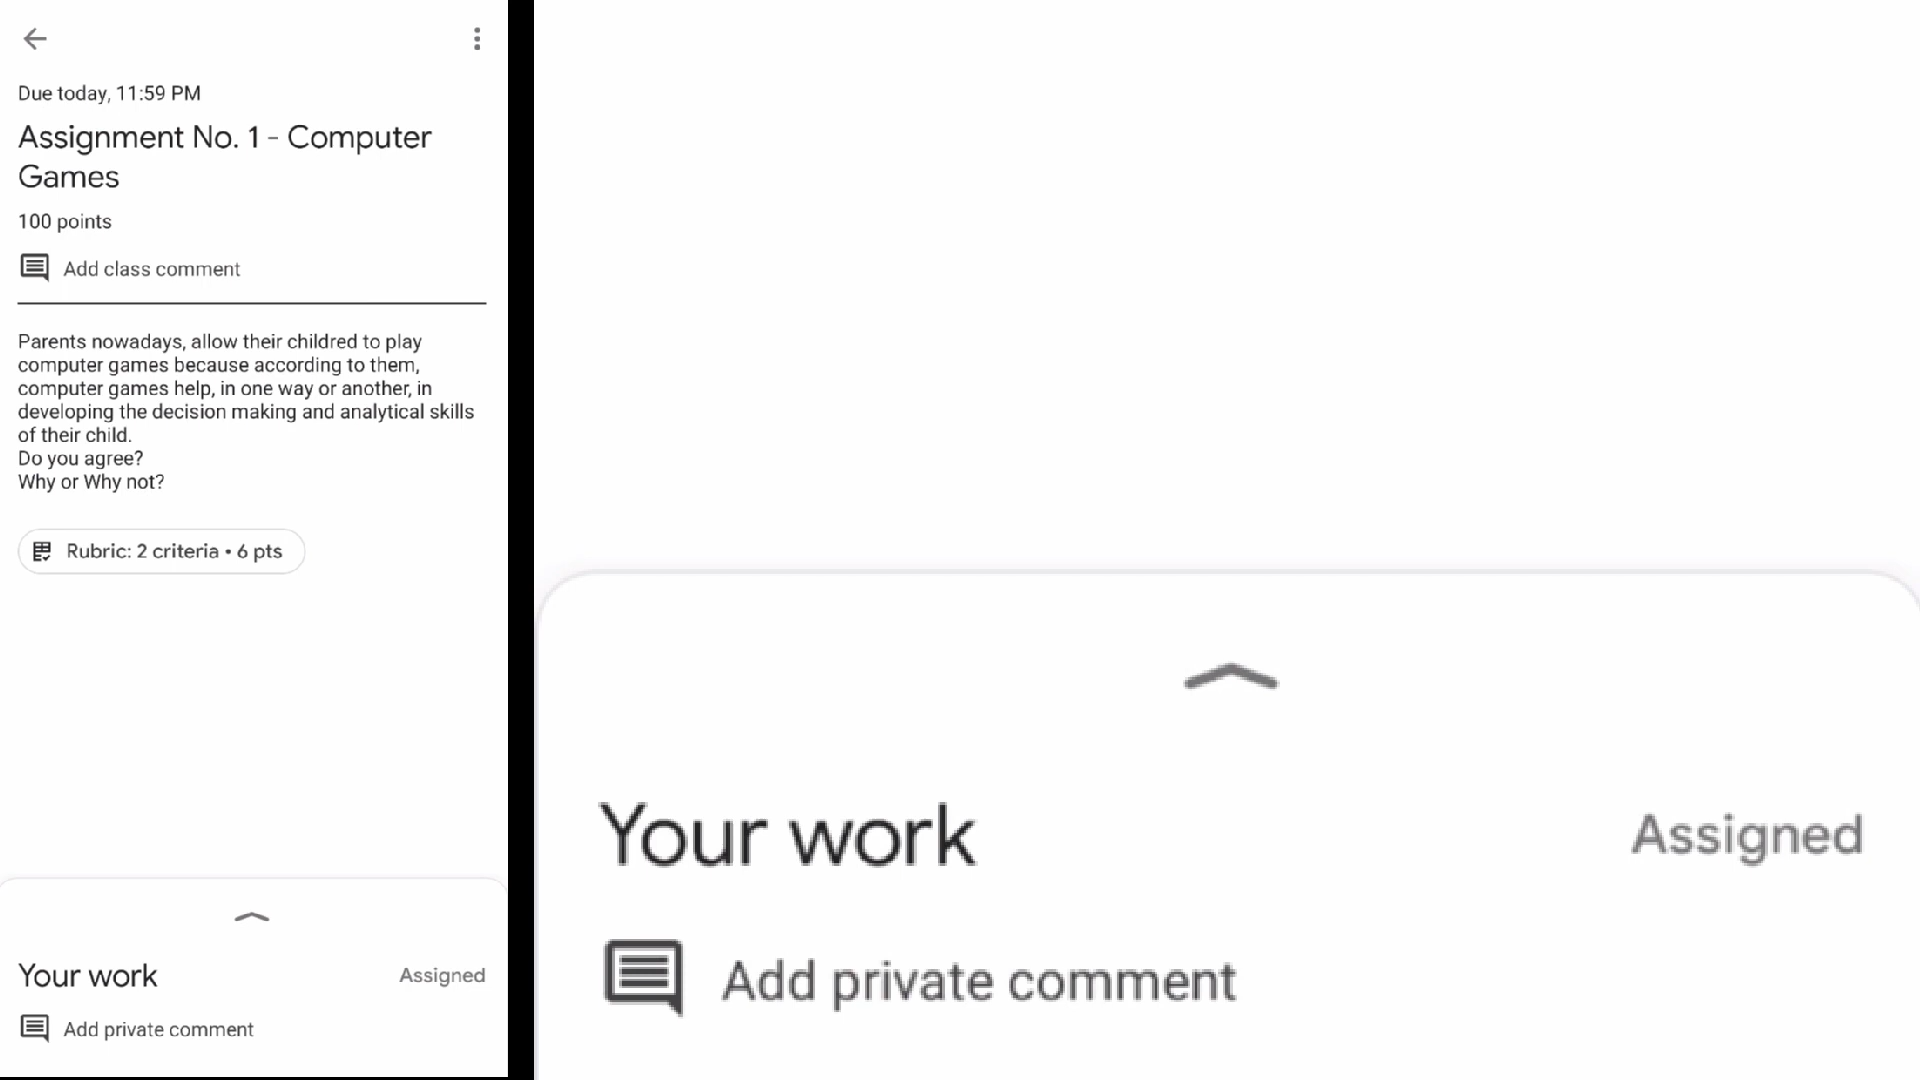 Due today, 11:59 PM
Assignment No. 1 - Computer
Games
100 points
Add class comment
Parents nowadays, allow their childred to play
computer games because according to them,
computer games help, in one way or another, in
developing the decision making and analytical skills
of their child.
Do you agree?
Why or Why not?
Rubric: 2 criteria • 6 pts
Your work
Assigned
Add private comment
Your work
Assigned
Add private comment